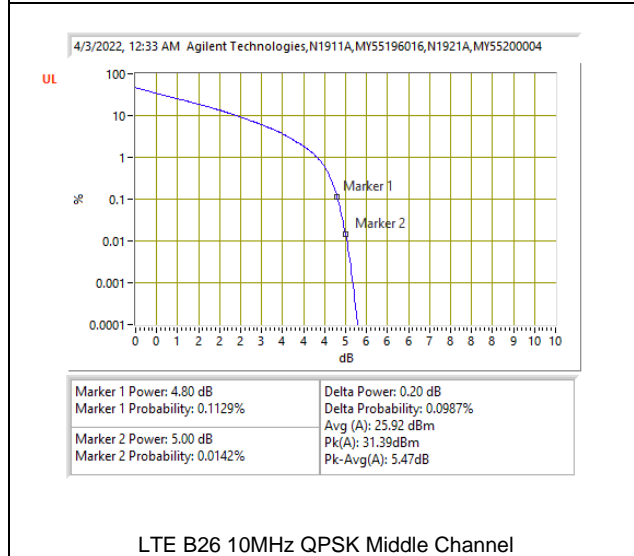 4/3/2022, 12:33 AM Agilent Technologies,N1911A,MY55196016,N1921A,MY55200004
UL
100
10
1
0.1
0.01
0.001
0.0001
%
Marker 1
Marker 2
0 0 1 2 2 2 3 4 4 4 5 6 6 6 7 8 8 8 9 10 10
dB
Marker 1 Power: 4.80 dB
Marker 1 Probability: 0.1129%
Marker 2 Power: 5.00 dB
Marker 2 Probability: 0.0142%
Delta Power: 0.20 dB
Delta Probability: 0.0987%
Avg (A): 25.92 dBm
Pk(A): 31.39dBm
Pk-Avg(A): 5.47dB
LTE B26 10MHz QPSK Middle Channel